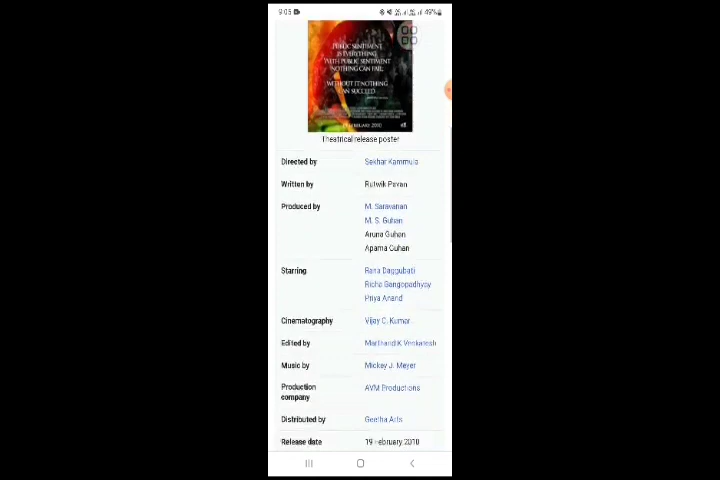 9:05
49%
PUBLIC SENTIMENT
IS EVERYTHING.
WITH PUBLIC SENTIMENT
NOTHING CAN FAIL;
WITHOUT IT NOTHING
CAN SUCCEED
FEBRUARY 2010
Theatrical release poster
Directed by Sekhar Kammula
Written by Rutwik Pavan
Produced by M. Saravanan
M. S. Guhan
Aruna Guhan
Aparna Guhan
Starring Rana Daggubati
Richa Gangopadhyay
Priya Anand
Cinematography Vijay C. Kumar
Edited by Marthand K Venkatesh
Music by Mickey J. Meyer
Production AVM Productions
company
Distributed by Geetha Arts
Release date 19 February 2010